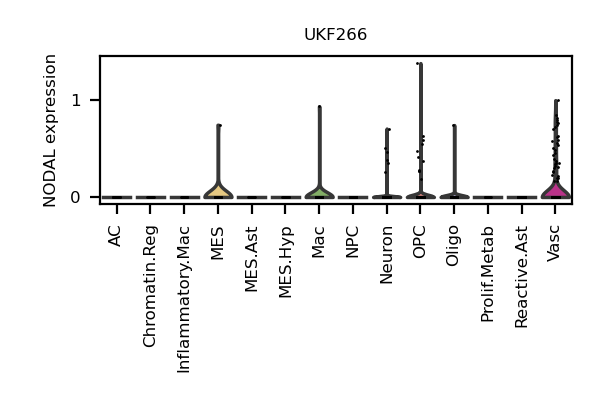 UKF266
NODAL expression
1
0
AC
Chromatin.Reg
Inflammatory.Mac
MES
MES.Ast
MES.Hyp
Mac
NPC
Neuron
OPC
Oligo
Prolif.Metab
Reactive.Ast
Vasc